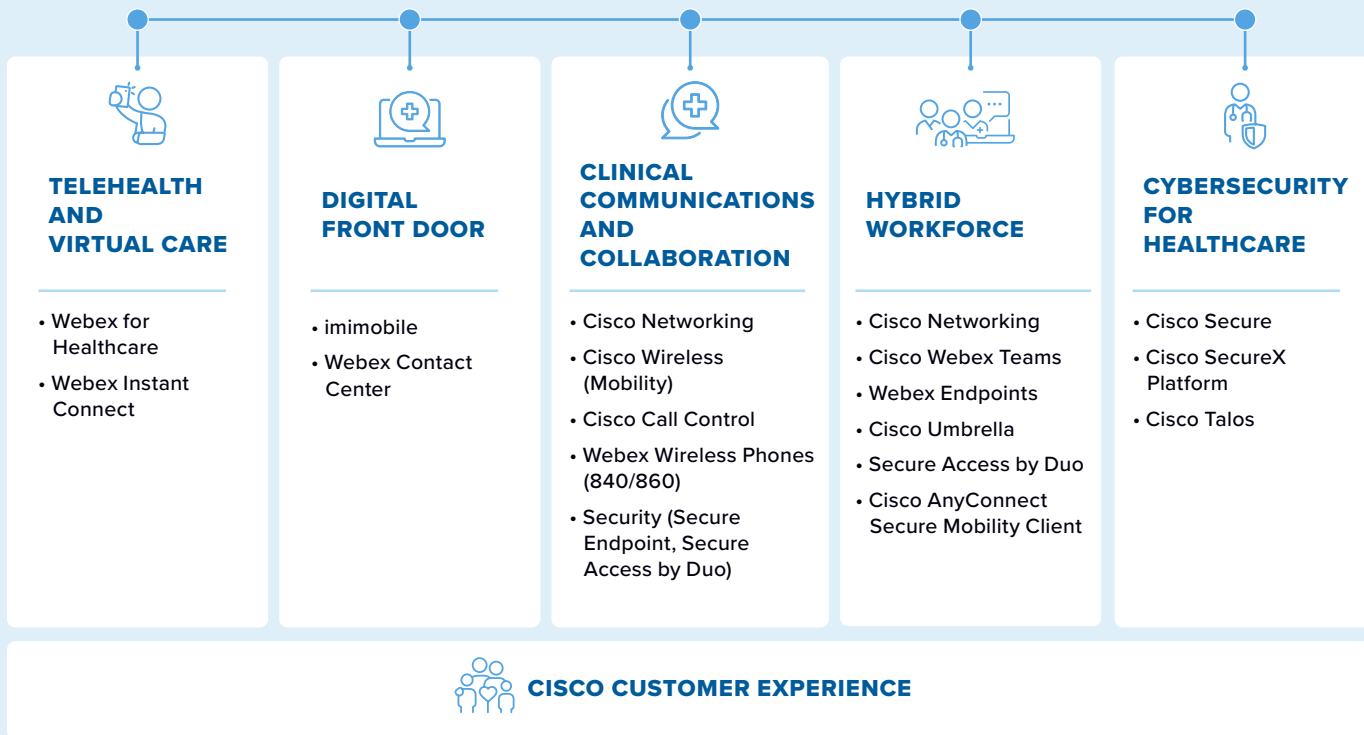 TELEHEALTH
AND
VIRTUAL CARE
• Webex for
Healthcare
• Webex Instant
Connect
DIGITAL
FRONT DOOR
• imimobile
• Webex Contact
Center
CLINICAL
COMMUNICATIONS
AND
COLLABORATION
• Cisco Networking
• Cisco Wireless
(Mobility)
• Cisco Call Control
• Webex Wireless Phones
(840/860)
• Security (Secure
Endpoint, Secure
Access by Duo)
HYBRID
WORKFORCE
• Cisco Networking
• Cisco Webex Teams
• Webex Endpoints
• Cisco Umbrella
• Secure Access by Duo
• Cisco AnyConnect
Secure Mobility Client
CYBERSECURITY
FOR
HEALTHCARE
• Cisco Secure
• Cisco SecureX
Platform
• Cisco Talos
CISCO CUSTOMER EXPERIENCE